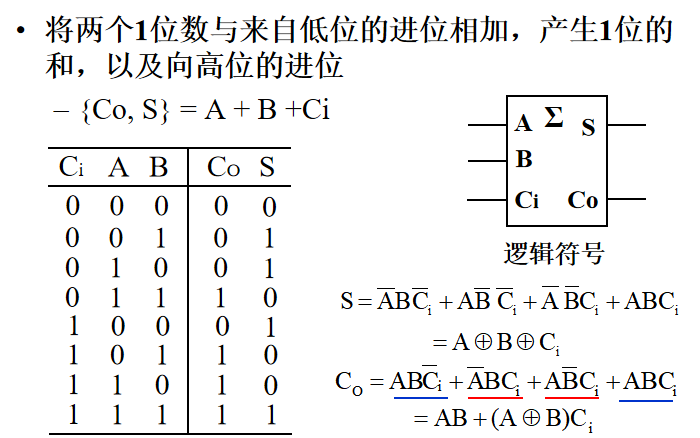 • 将两个1位数与来自低位的进位相加，产生1位的
和，以及向高位的进位
– {Co, S} = A + B +Ci
Ci A B Co S
0 0 0 0 0
0 0 1 0 1
0 1 0 0 1
0 1 1 1 0
1 0 0 0 1
1 0 1 1 0
1 1 0 1 0
1 1 1 1 1
A Σ S
B
Ci Co
逻辑符号
S = A̅BC̅ᵢ + AB̅ C̅ᵢ + A̅ B̅Cᵢ + ABCᵢ
= A⊕B⊕Cᵢ
Cₒ = ABC̅ᵢ + A̅BCᵢ + AB̅Cᵢ + ABCᵢ
= AB + (A ⊕ B)Cᵢ